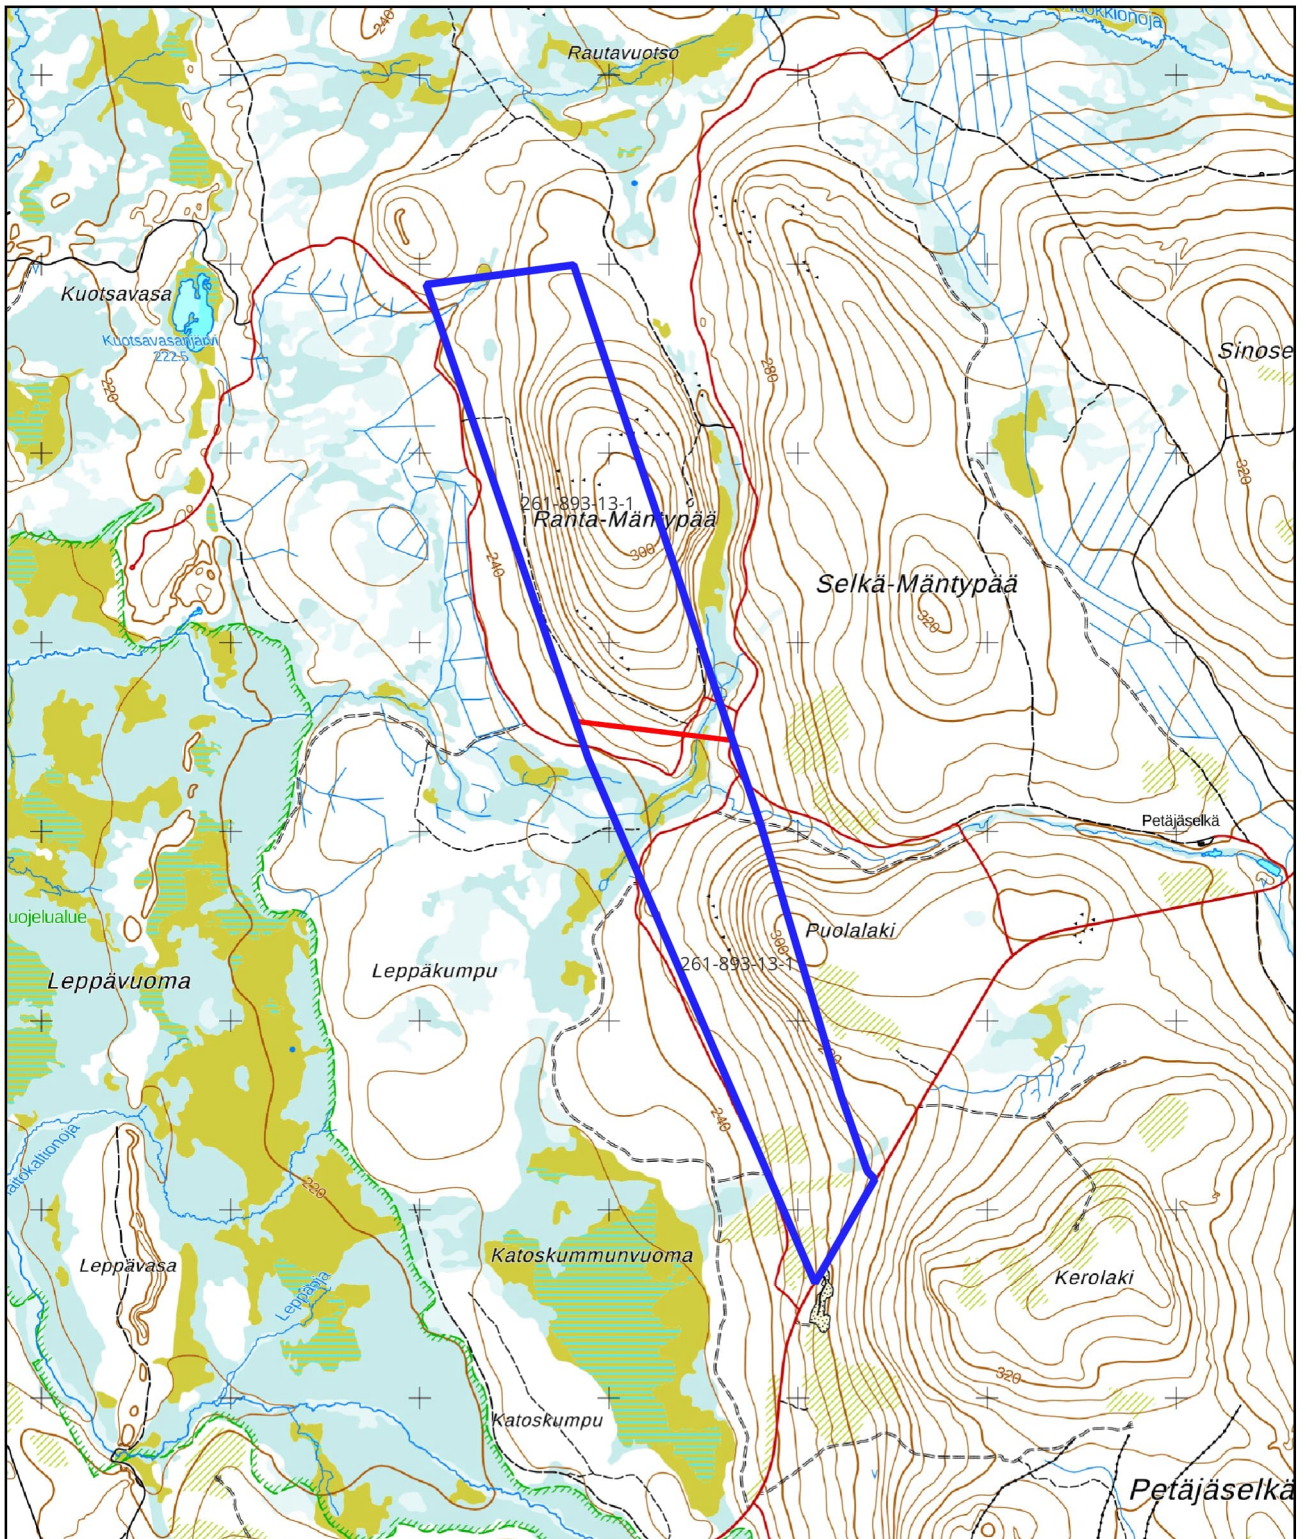 240
Rautavuotso
Kuotsavasa
Kuotsavasanjärvi
222.5
220
280
Sinose
320
261-893-13-1
Ranta-Mäntypää
300
240
Selkä-Mäntypää
320
Petäjäselkä
uojelualue
Puolalaki
300
261-893-13-1
Leppävuoma
Leppäkumpu
240
220
Leppävasa
Leppäoja
Katoskummunvuoma
Kerolaki
320
Katoskumpu
Petäjäselkä